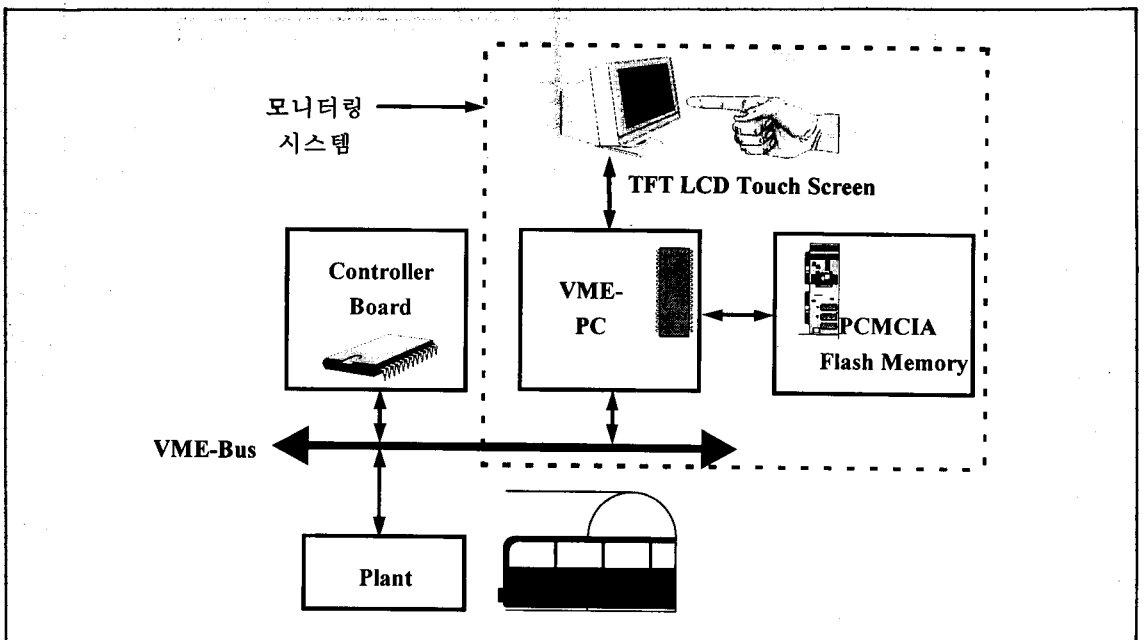 모니터링
시스템
TFT LCD Touch Screen
Controller
Board
VME-
PC
PCMCIA
Flash Memory
VME-Bus
Plant